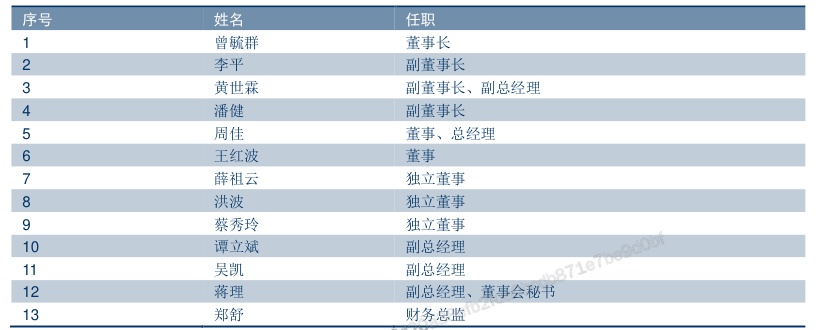 序号 姓名 任职
1 曾毓群 董事长
2 李平 副董事长
3 黄世霖 副董事长、副总经理
4 潘健 副董事长
5 周佳 董事、总经理
6 王红波 董事
7 薛祖云 独立董事
8 洪波 独立董事
9 蔡秀玲 独立董事
10 谭立斌 副总经理
11 吴凯 副总经理
12 蒋理 副总经理、董事会秘书
13 郑舒 财务总监